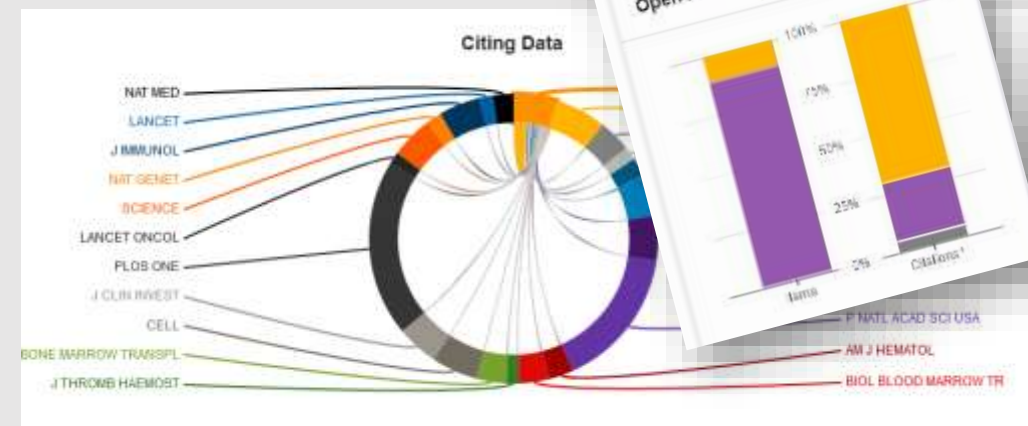 Citing Data
NAT MED
LANCET
J IMMUNOL
NAT GENET
SCIENCE
LANCET ONCOL
PLOS ONE
J CLIN INVEST
CELL
BONE MARROW TRANSPL
J THROMB HAEMOST
P NATL ACAD SCI USA
AM J HEMATOL
BIOL BLOOD MARROW TR
Open
100%
75%
50%
25%
0%
Items
Citations